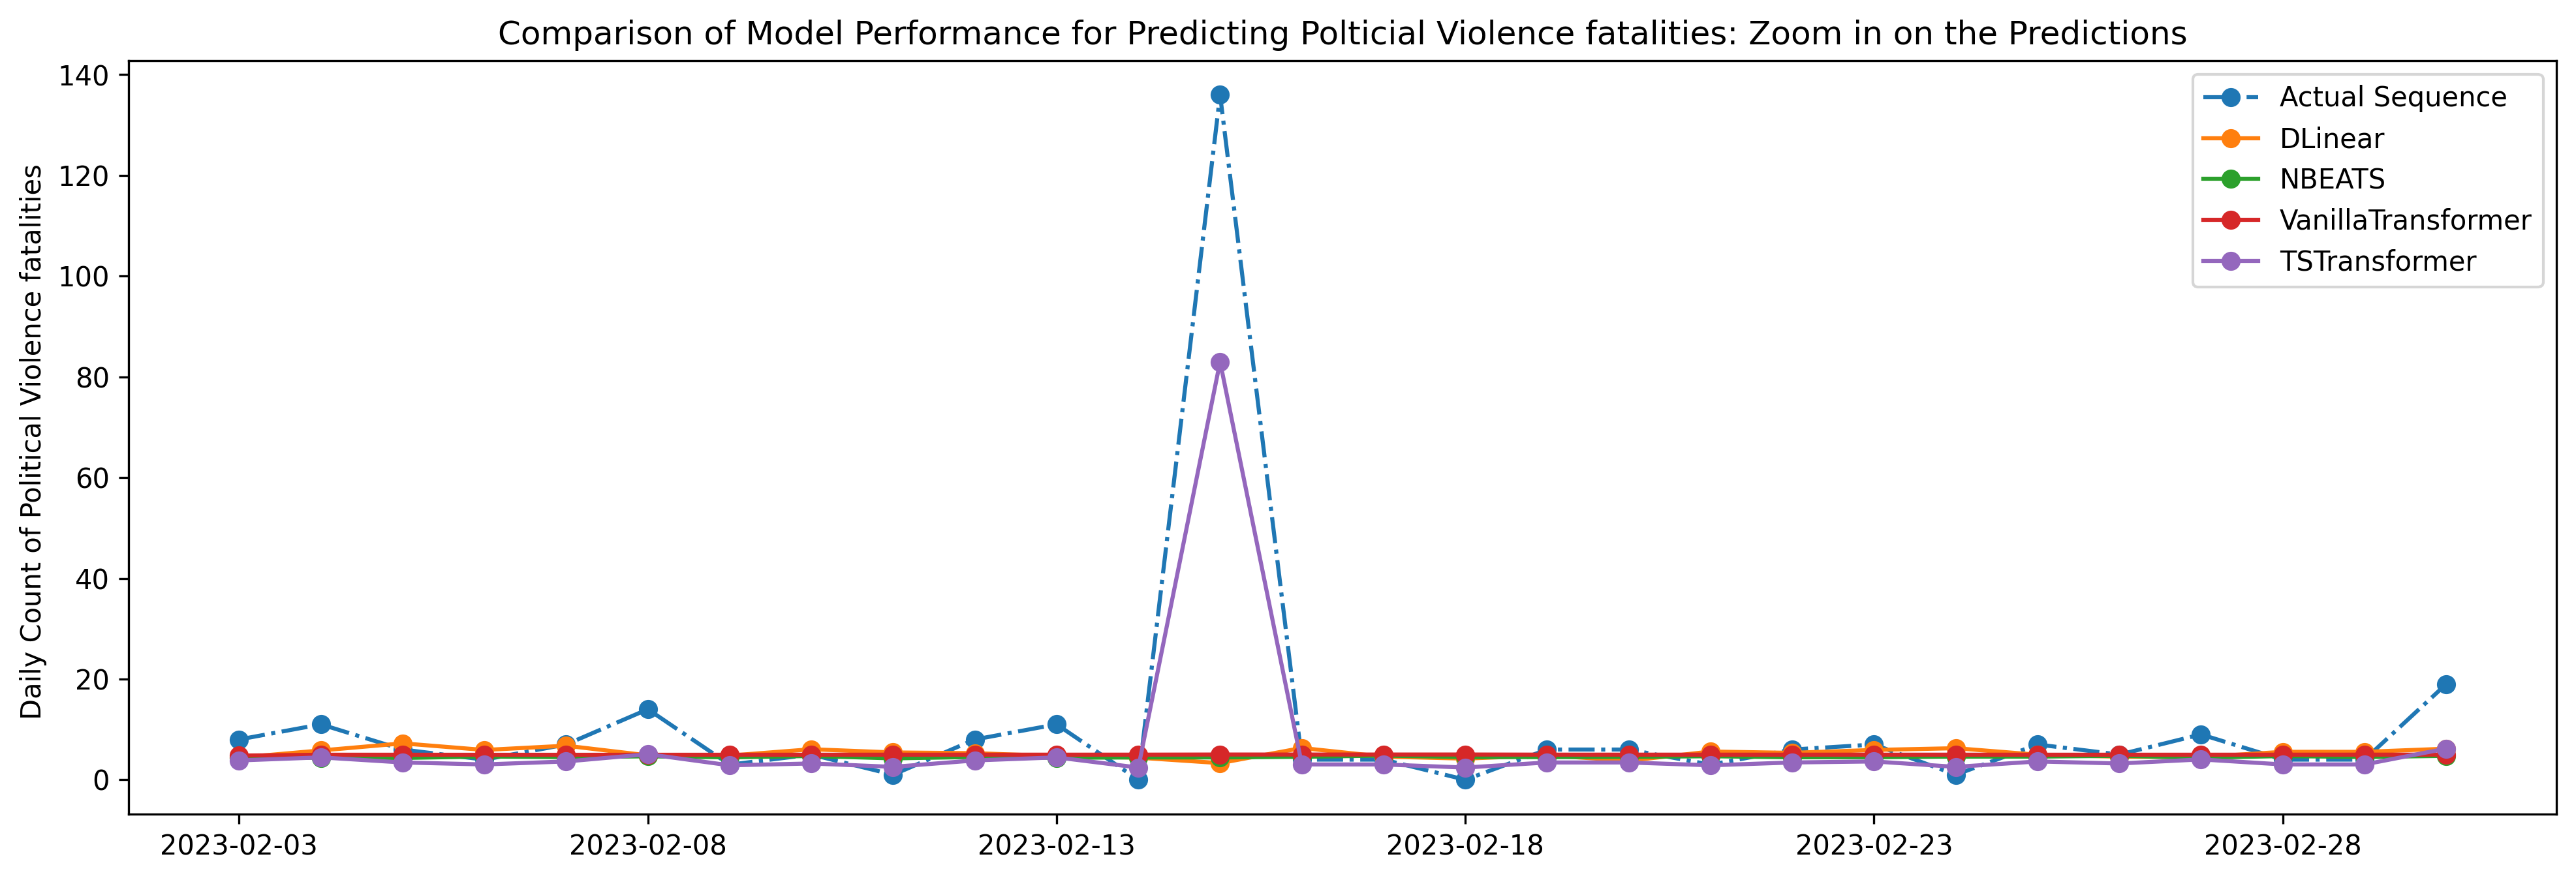 Comparison of Model Performance for Predicting Polticial Violence fatalities: Zoom in on the Predictions
Daily Count of Political Violence fatalities
140
120
100
80
60
40
20
0
2023-02-03
2023-02-08
2023-02-13
2023-02-18
2023-02-23
2023-02-28
Actual Sequence
DLinear
NBEATS
VanillaTransformer
TSTransformer